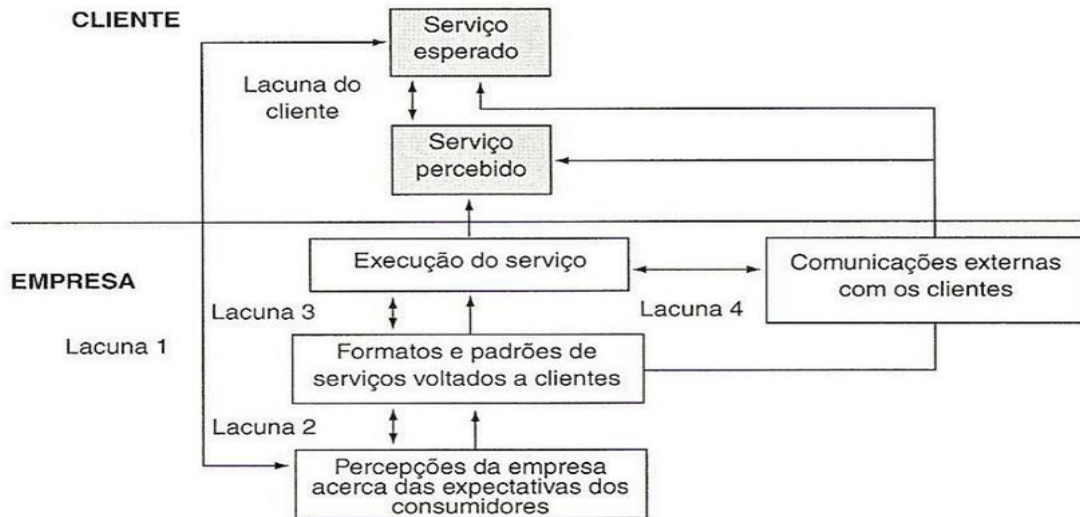 CLIENTE
Serviço
esperado
Lacuna do
cliente
Serviço
percebido
EMPRESA
Execução do serviço
Comunicações externas
com os clientes
Lacuna 3
Lacuna 4
Lacuna 1
Formatos e padrões de
serviços voltados a clientes
Lacuna 2
Percepções da empresa
acerca das expectativas dos
consumidores